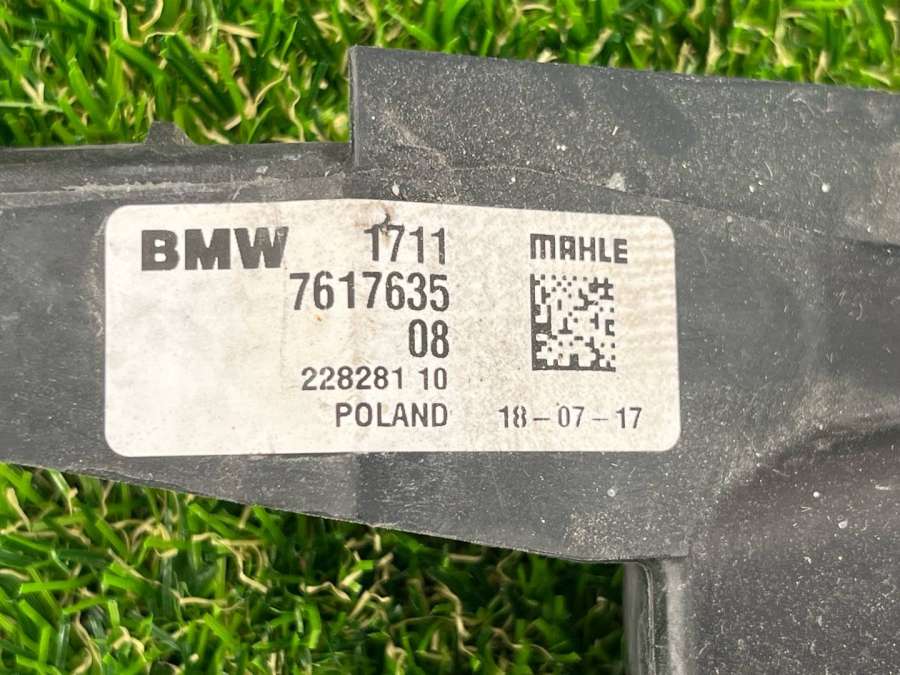 BMW 1711 MAHLE
7617635
08
228281 10
POLAND 18-07-17